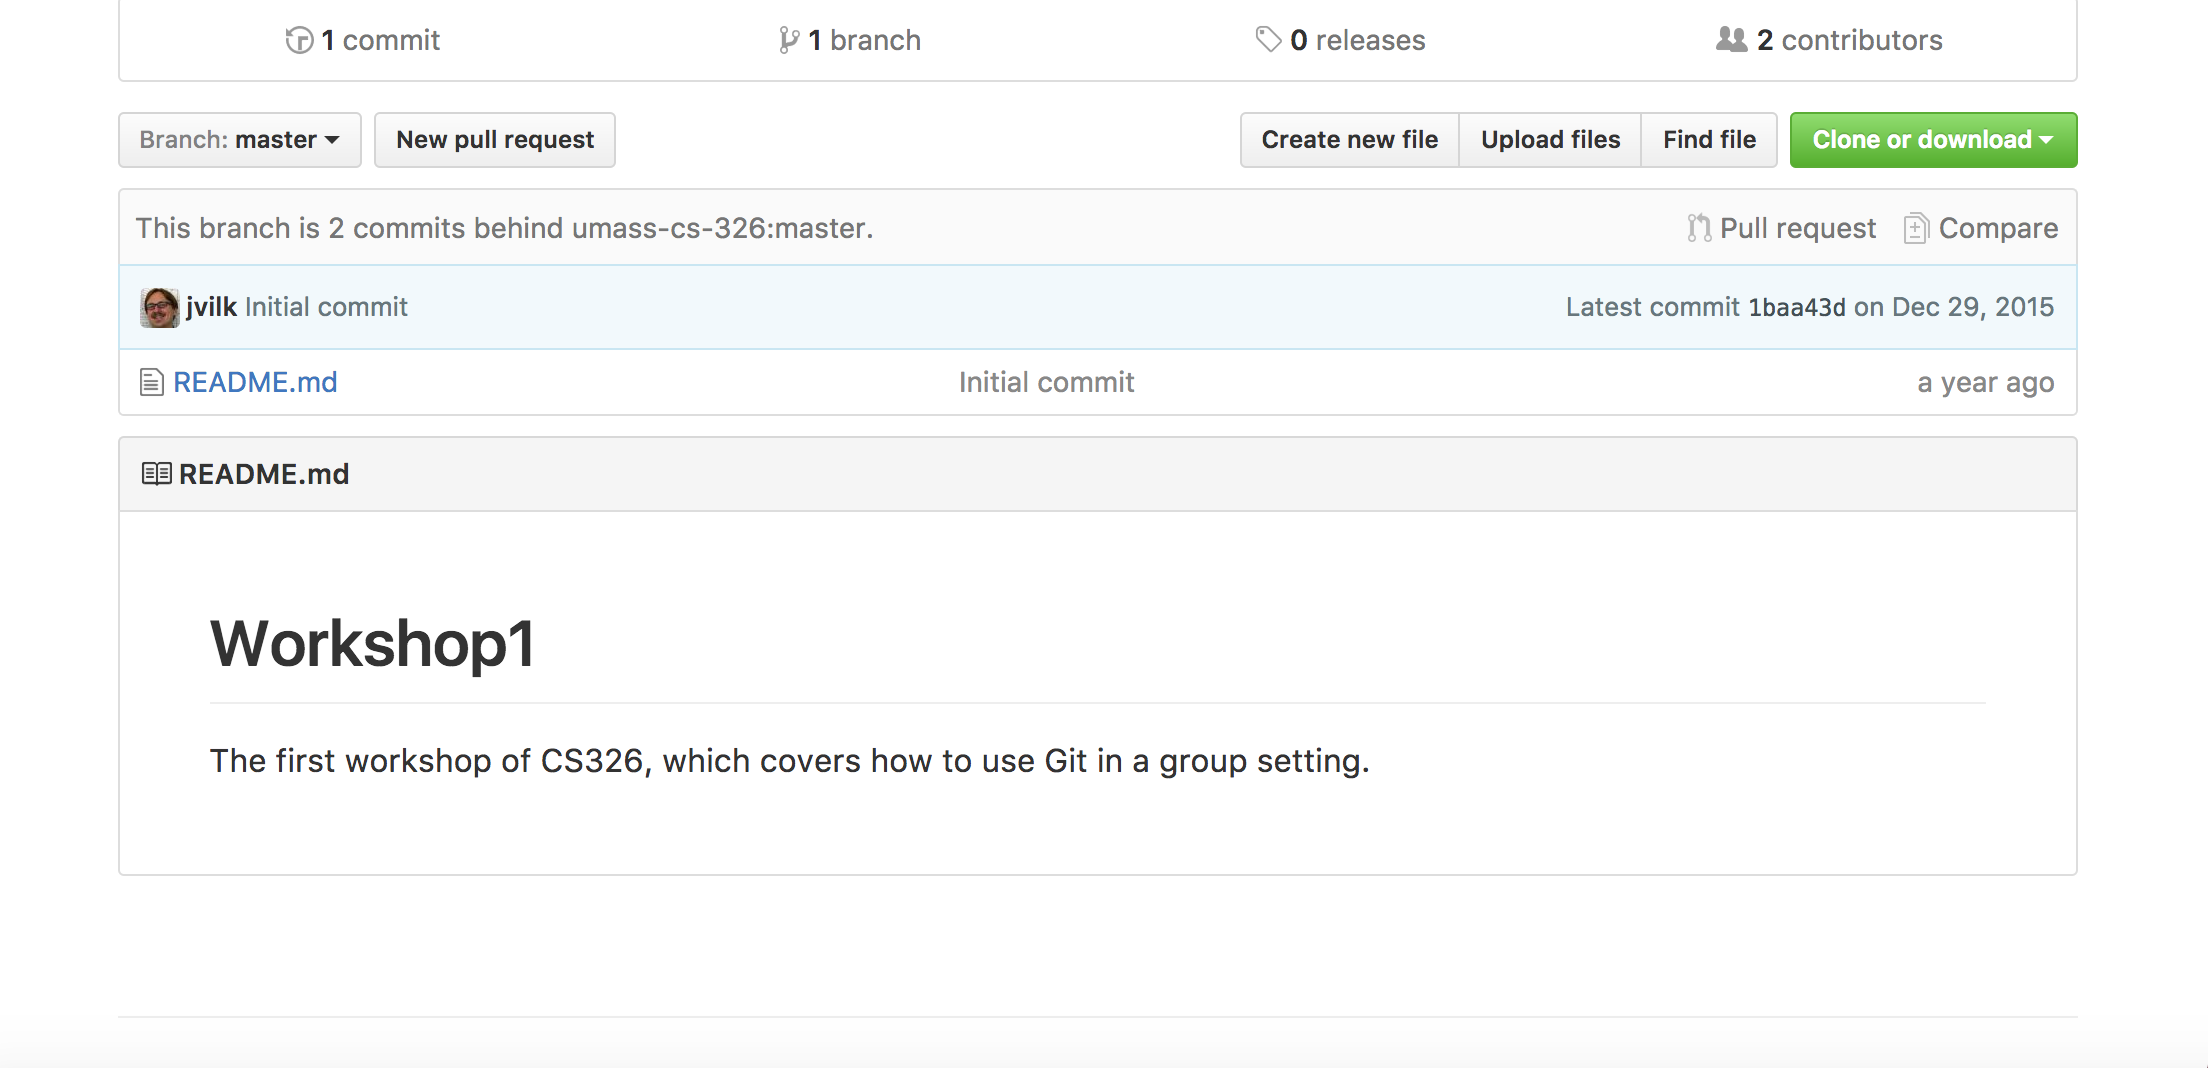 1 commit 1 branch 0 releases 2 contributors
Branch: master New pull request Create new file Upload files Find file Clone or download
This branch is 2 commits behind umass-cs-326:master. Pull request Compare
jvilk Initial commit Latest commit 1baa43d on Dec 29, 2015
README.md Initial commit a year ago
README.md
Workshop1
The first workshop of CS326, which covers how to use Git in a group setting.